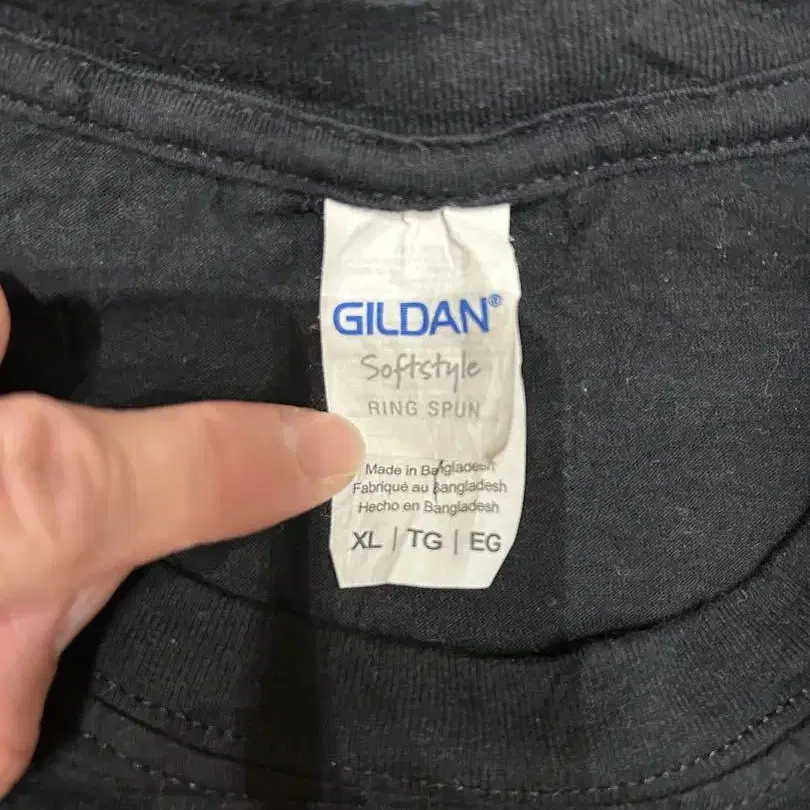 GILDAN®
Softstyle
RING SPUN
Made in Bangladesh
Fabriqué au Bangladesh
Hecho en Bangladesh
XL | TG | EG